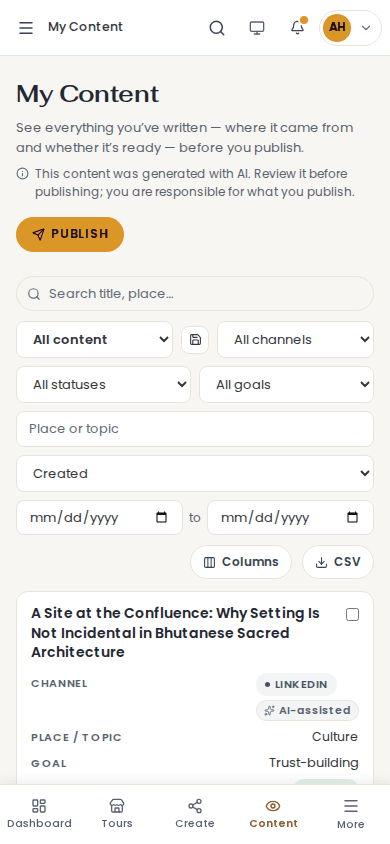 My Content
AH
My Content
See everything you’ve written — where it came from
and whether it’s ready — before you publish.
This content was generated with AI. Review it before
publishing; you are responsible for what you publish.
PUBLISH
Search title, place…
All content
All channels
All statuses
All goals
Place or topic
Created
mm/dd/yyyy to mm/dd/yyyy
Columns
CSV
A Site at the Confluence: Why Setting Is
Not Incidental in Bhutanese Sacred
Architecture
CHANNEL
LINKEDIN
AI-assisted
PLACE / TOPIC
Culture
GOAL
Trust-building
Dashboard
Tours
Create
Content
More